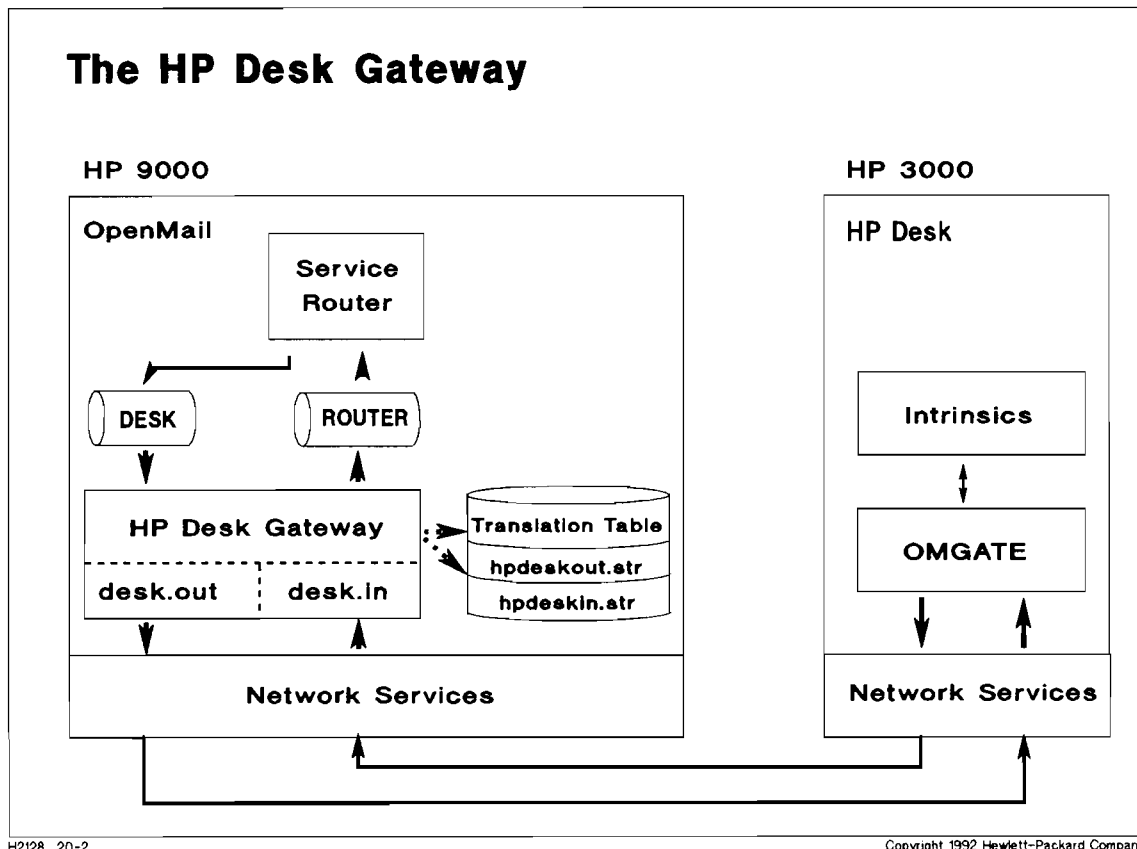 The HP Desk Gateway
HP 9000
HP 3000
OpenMail
HP Desk
Service
Router
DESK
ROUTER
Intrinsics
HP Desk Gateway
desk.out
desk.in
Translation Table
hpdeskout.str
hpdeskin.str
OMGATE
Network Services
Network Services
H2128 20-2
Copyright 1992 Hewlett-Packard Compan